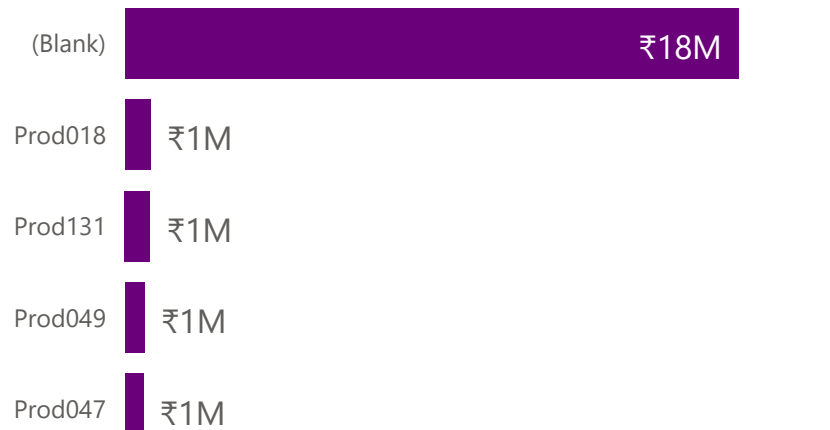 (Blank) ₹18M
Prod018 ₹1M
Prod131 ₹1M
Prod049 ₹1M
Prod047 ₹1M